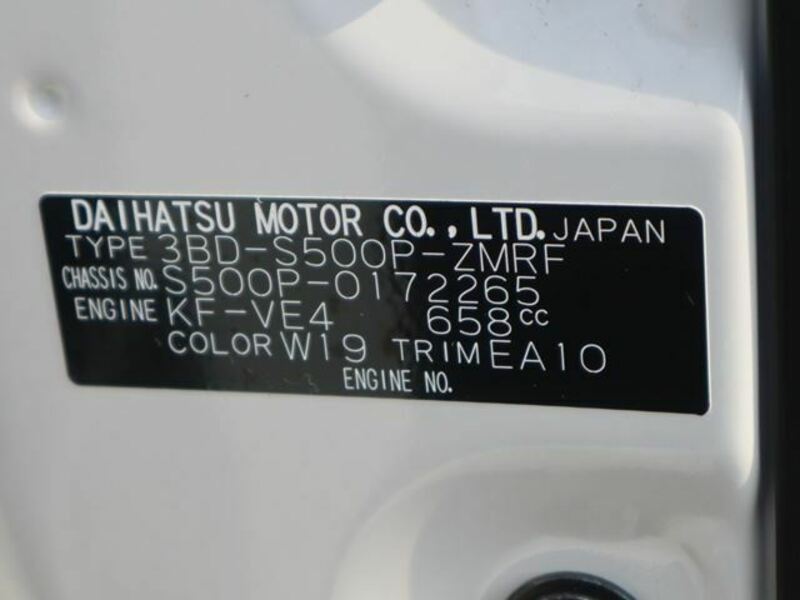 DAIHATSU MOTOR CO., LTD. JAPAN
TYPE 3BD-S500P-ZMRF
CHASSIS NO. S500P-0172265
ENGINE KF-VE4 658cc
COLOR W19 TRIM EA10
ENGINE NO.